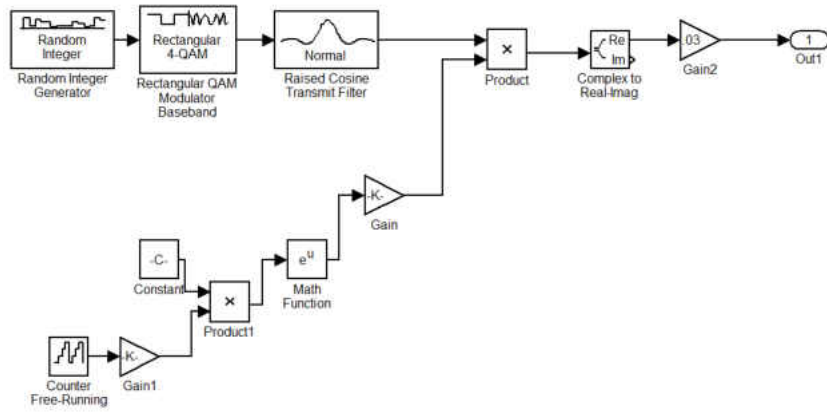 Random
Integer
Random Integer
Generator
Rectangular
4-QAM
Rectangular QAM
Modulator
Baseband
Normal
Raised Cosine
Transmit Filter
×
Product
Re
Im
Complex to
Real-Imag
.03
Gain2
1
Out1
-K-
Gain
-C-
Constant
×
Product1
e^u
Math
Function
Counter
Free-Running
-K-
Gain1